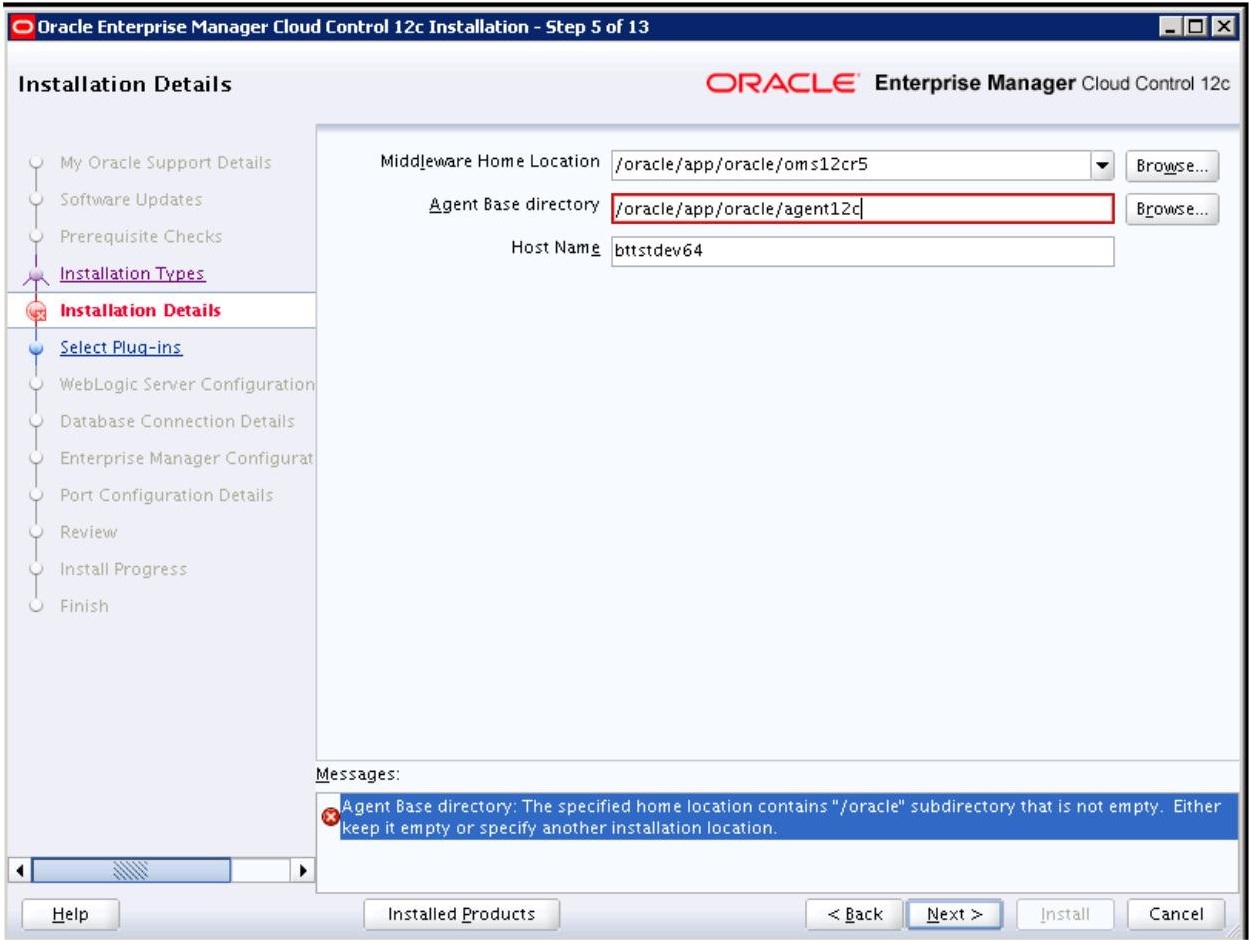 Oracle Enterprise Manager Cloud Control 12c Installation - Step 5 of 13
Installation Details
ORACLE Enterprise Manager Cloud Control 12c
My Oracle Support Details
Software Updates
Prerequisite Checks
Installation Types
Installation Details
Select Plug-ins
WebLogic Server Configuration
Database Connection Details
Enterprise Manager Configurat
Port Configuration Details
Review
Install Progress
Finish
Middleware Home Location /oracle/app/oracle/oms12cr5 Browse...
Agent Base directory /oracle/app/oracle/agent12c Browse...
Host Name bttstdev64
Messages:
Agent Base directory: The specified home location contains "/oracle" subdirectory that is not empty. Either
keep it empty or specify another installation location.
Help Installed Products < Back Next > Install Cancel